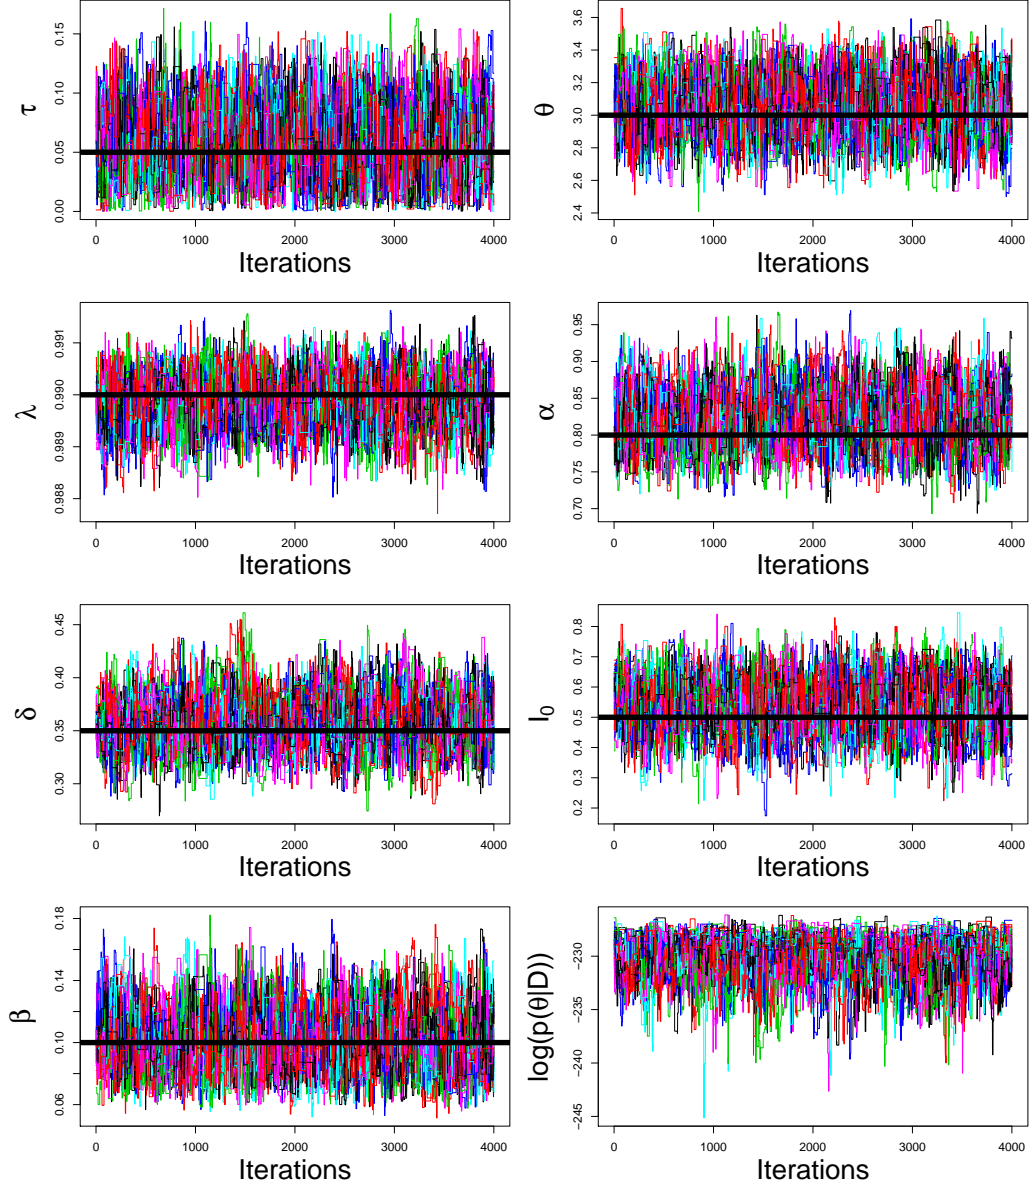 τ
0.00 0.05 0.10 0.15
0 1000 2000 3000 4000
Iterations
θ
2.4 2.6 2.8 3.0 3.2 3.4 3.6
0 1000 2000 3000 4000
Iterations
λ
0.988 0.989 0.990 0.991
0 1000 2000 3000 4000
Iterations
α
0.70 0.75 0.80 0.85 0.90 0.95
0 1000 2000 3000 4000
Iterations
δ
0.30 0.35 0.40 0.45
0 1000 2000 3000 4000
Iterations
I₀
0.2 0.3 0.4 0.5 0.6 0.7 0.8
0 1000 2000 3000 4000
Iterations
β
0.06 0.10 0.14 0.18
0 1000 2000 3000 4000
Iterations
log(p(θ|D))
−245 −240 −235 −230
0 1000 2000 3000 4000
Iterations